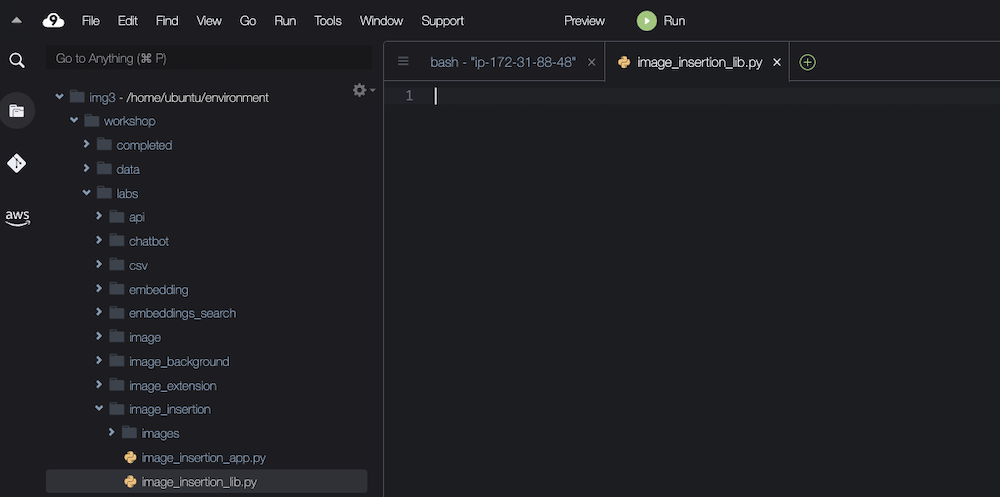 9 File Edit Find View Go Run Tools Window Support Preview Run
Go to Anything (⌘ P)
bash - "ip-172-31-88-48" × image_insertion_lib.py ×
img3 - /home/ubuntu/environment
1
workshop
completed
data
labs
aws
api
chatbot
csv
embedding
embeddings_search
image
image_background
image_extension
image_insertion
images
image_insertion_app.py
image_insertion_lib.py